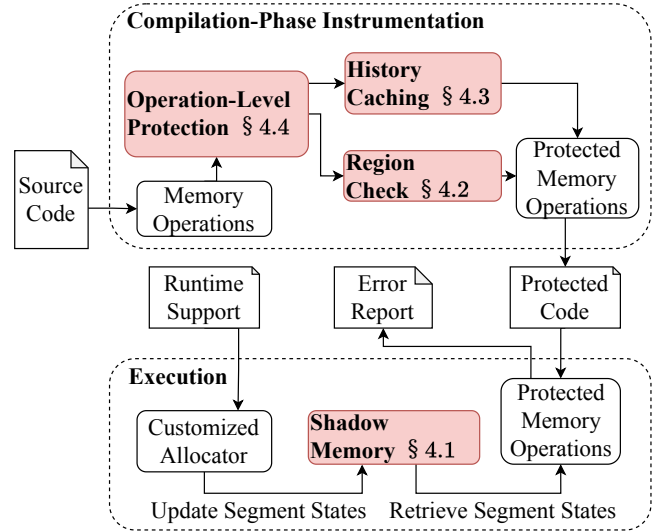 Compilation-Phase Instrumentation
Operation-Level
Protection § 4.4
History
Caching § 4.3
Region
Check § 4.2
Source
Code
Memory
Operations
Protected
Memory
Operations
Runtime
Support
Error
Report
Protected
Code
Execution
Customized
Allocator
Shadow
Memory § 4.1
Protected
Memory
Operations
Update Segment States
Retrieve Segment States